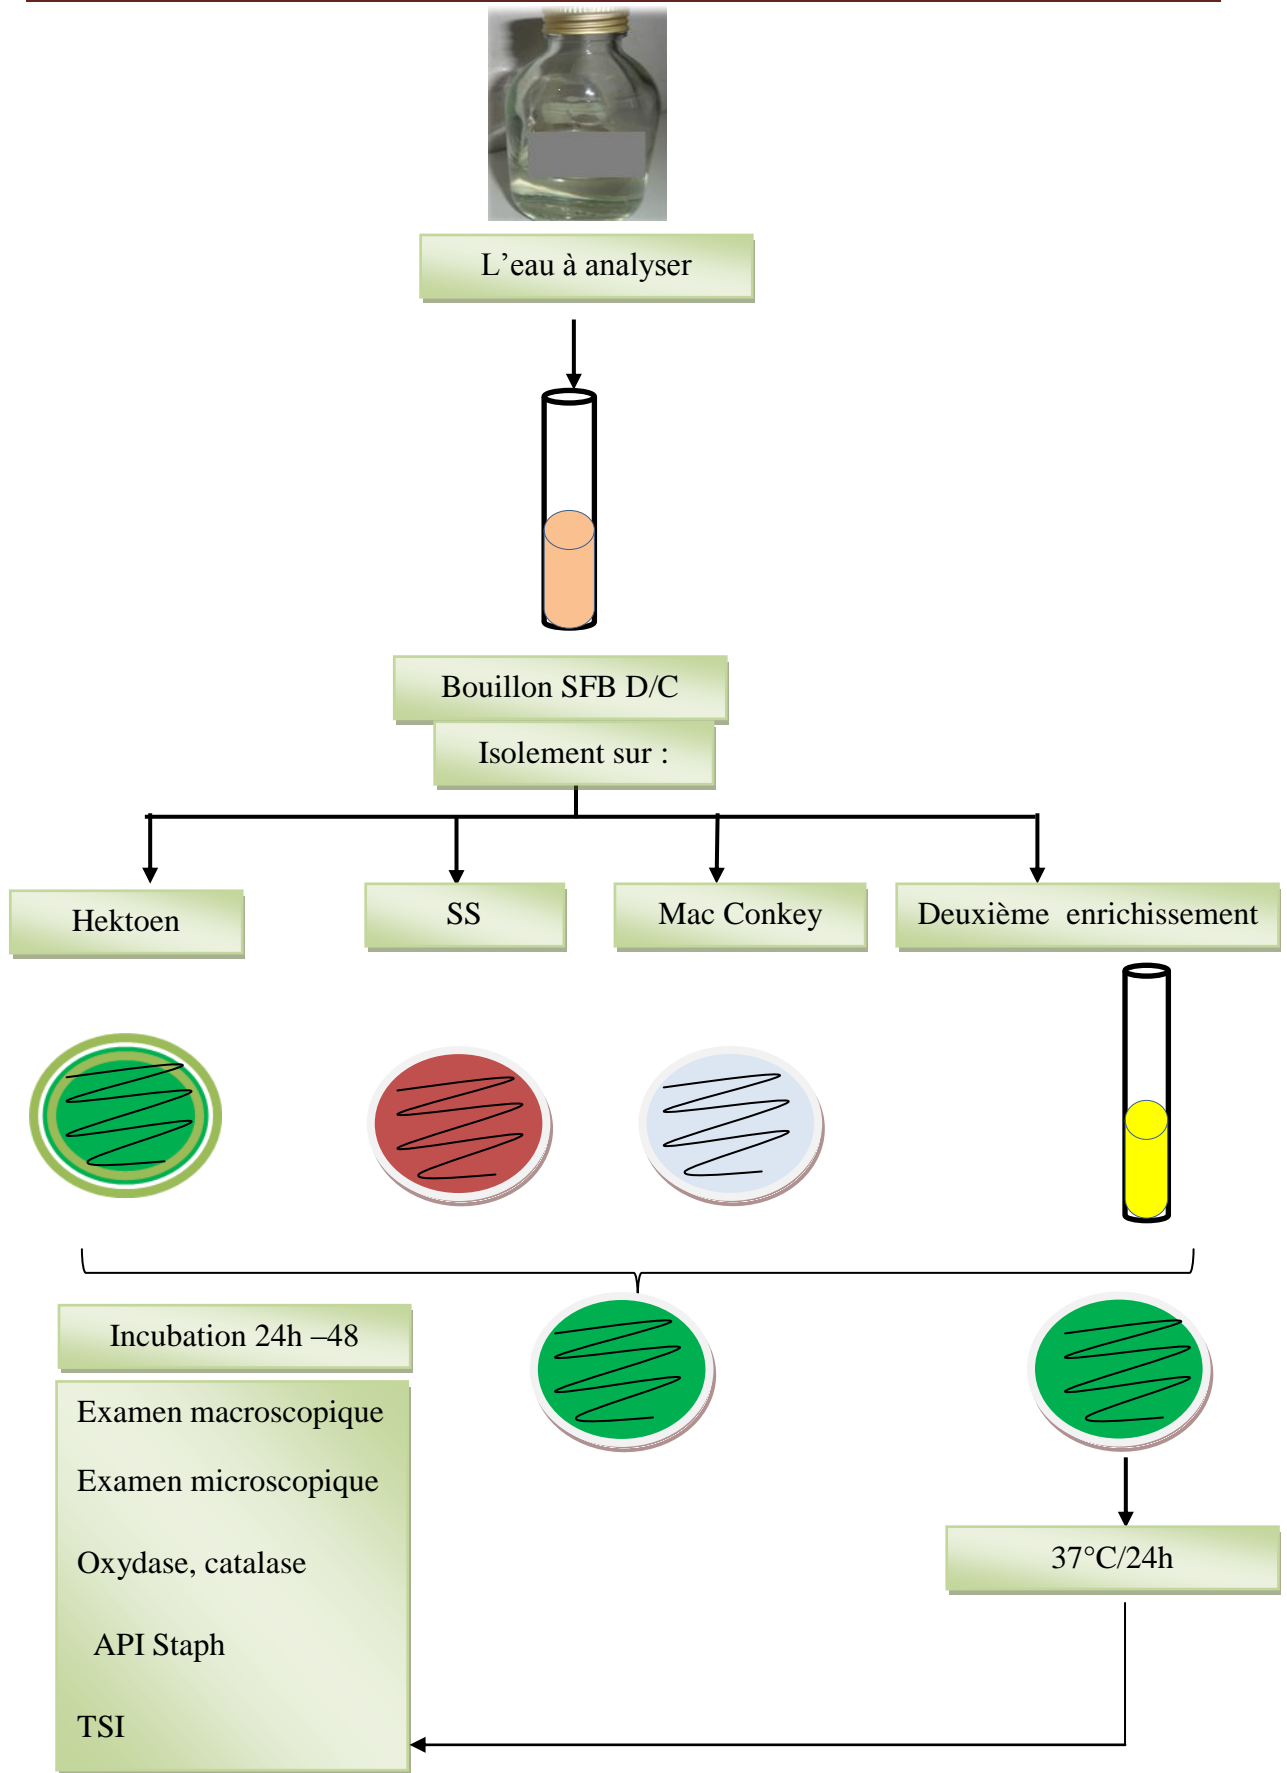 L’eau à analyser
Bouillon SFB D/C
Isolement sur :
Hektoen
SS
Mac Conkey
Deuxième enrichissement
Incubation 24h –48
Examen macroscopique
Examen microscopique
Oxydase, catalase
API Staph
TSI
37°C/24h